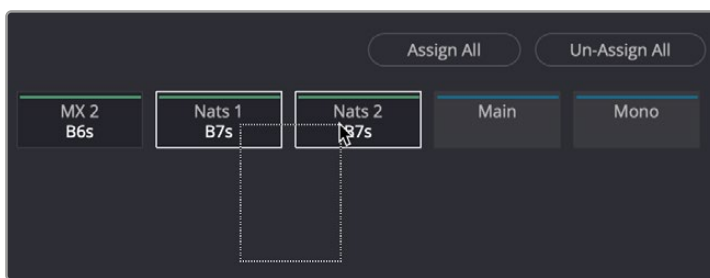 Assign All
Un-Assign All
MX 2
B6s
Nats 1
B7s
Nats 2
B7s
Main
Mono